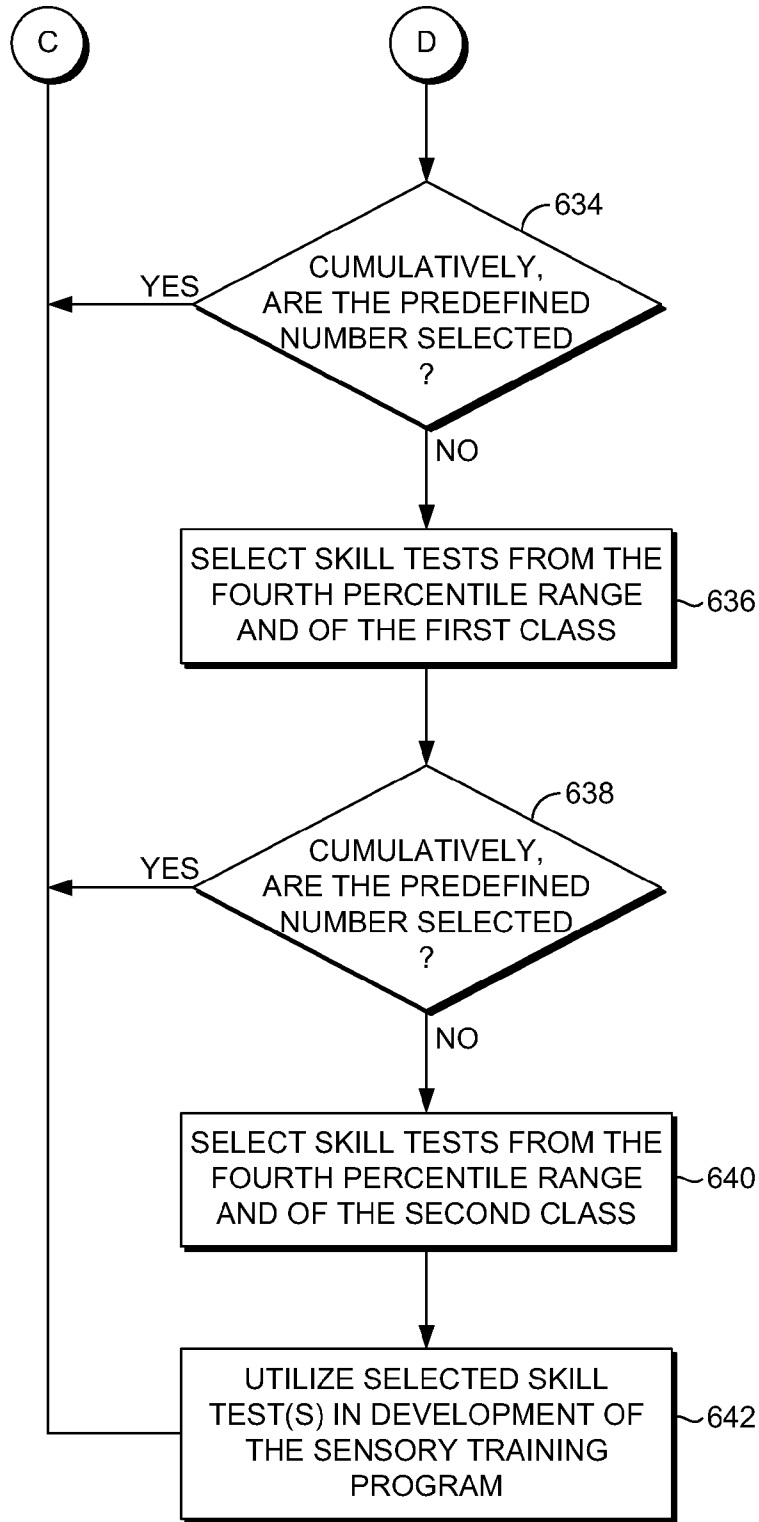 C
D
634
CUMULATIVELY,
ARE THE PREDEFINED
NUMBER SELECTED
?
YES
NO
SELECT SKILL TESTS FROM THE
FOURTH PERCENTILE RANGE
AND OF THE FIRST CLASS
636
638
CUMULATIVELY,
ARE THE PREDEFINED
NUMBER SELECTED
?
YES
NO
SELECT SKILL TESTS FROM THE
FOURTH PERCENTILE RANGE
AND OF THE SECOND CLASS
640
UTILIZE SELECTED SKILL
TEST(S) IN DEVELOPMENT OF
THE SENSORY TRAINING
PROGRAM
642